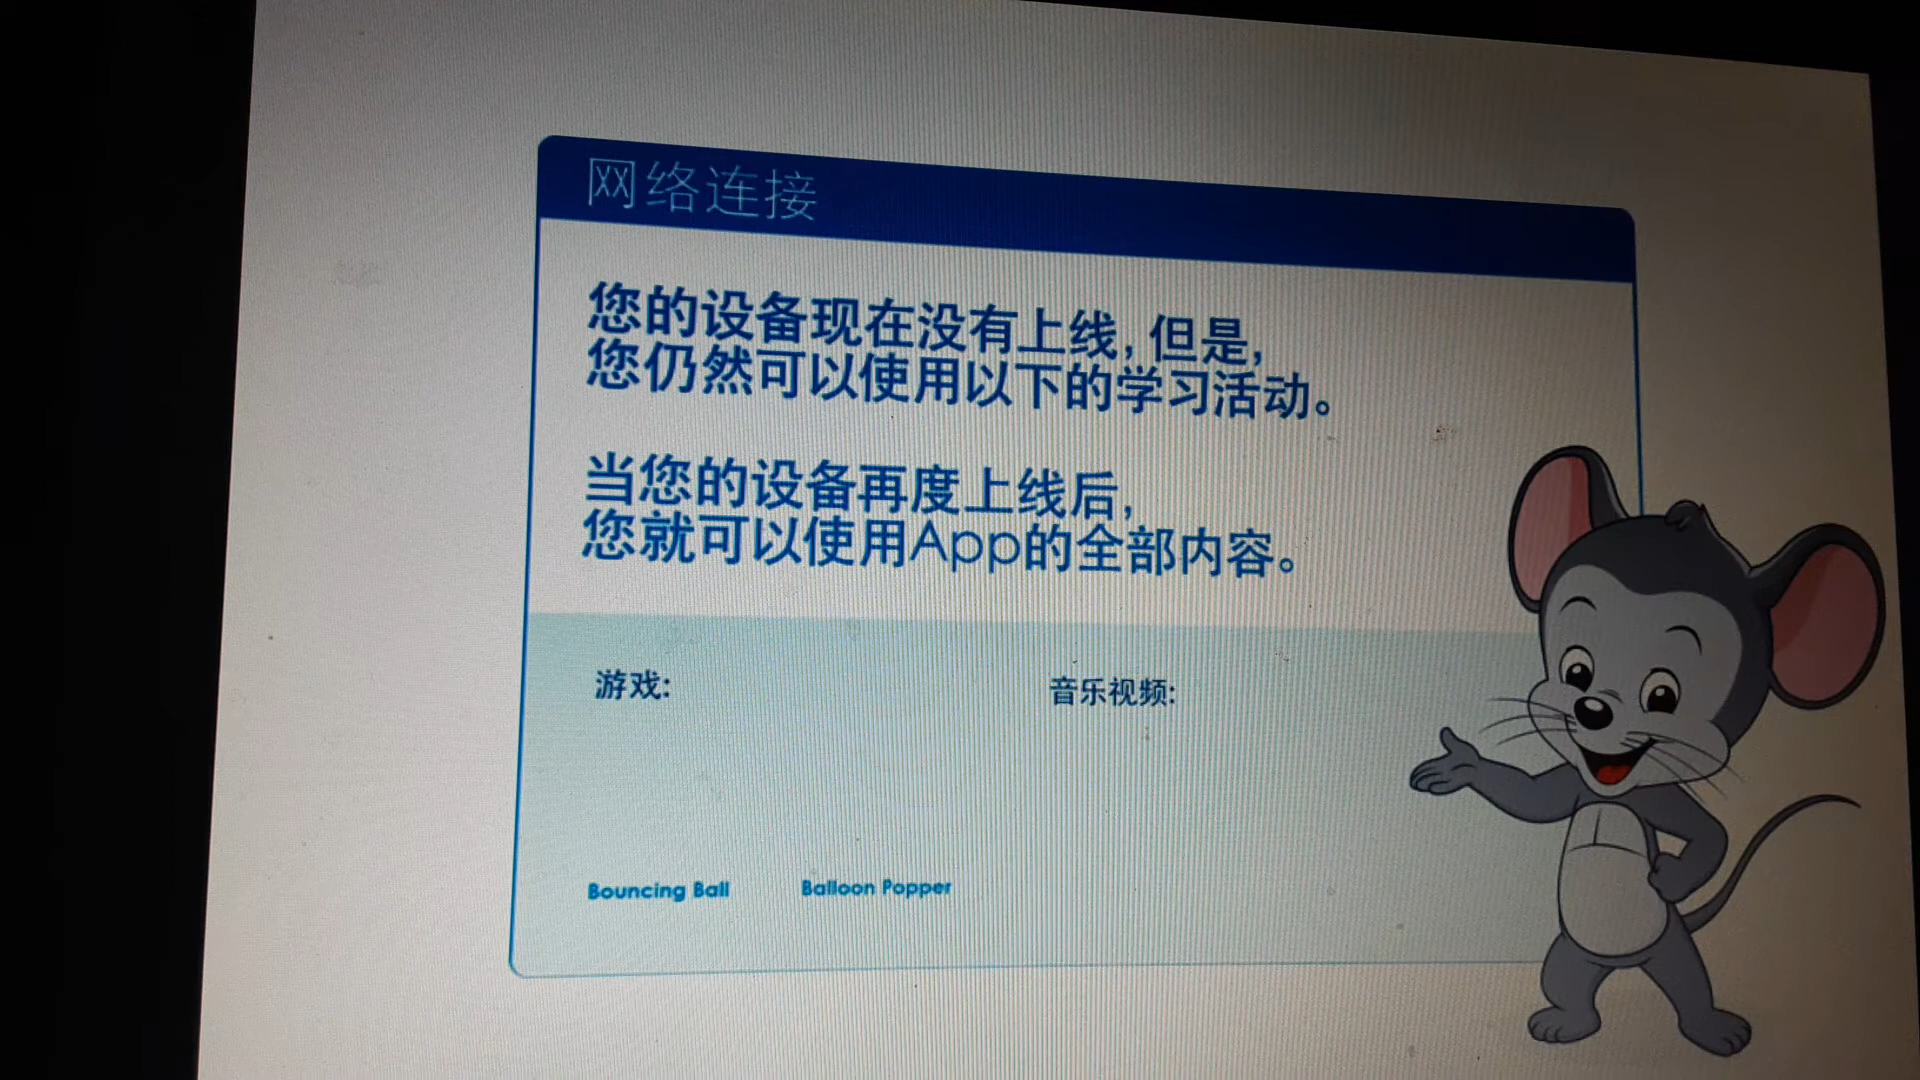 网络连接
您的设备现在没有上线，但是，
您仍然可以使用以下的学习活动。
当您的设备再度上线后，
您就可以使用App的全部内容。
游戏:
音乐视频:
Bouncing Ball
Balloon Popper